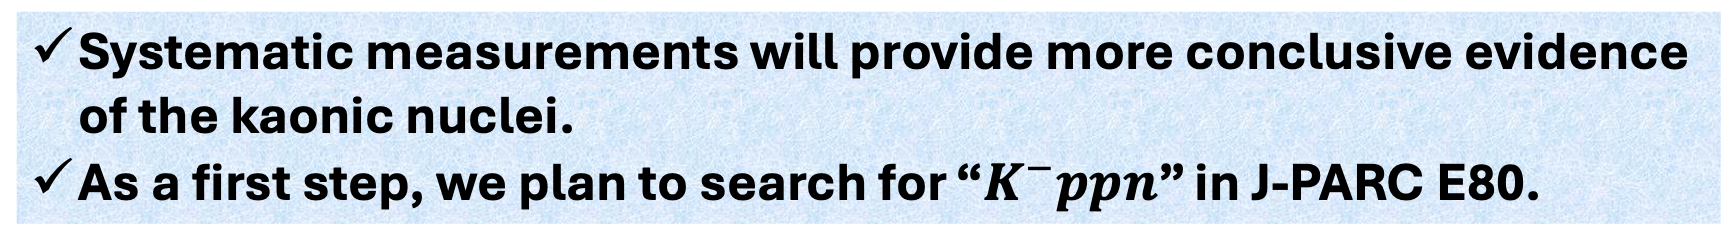 ✓ Systematic measurements will provide more conclusive evidence
of the kaonic nuclei.
✓ As a first step, we plan to search for “K⁻ppn” in J-PARC E80.